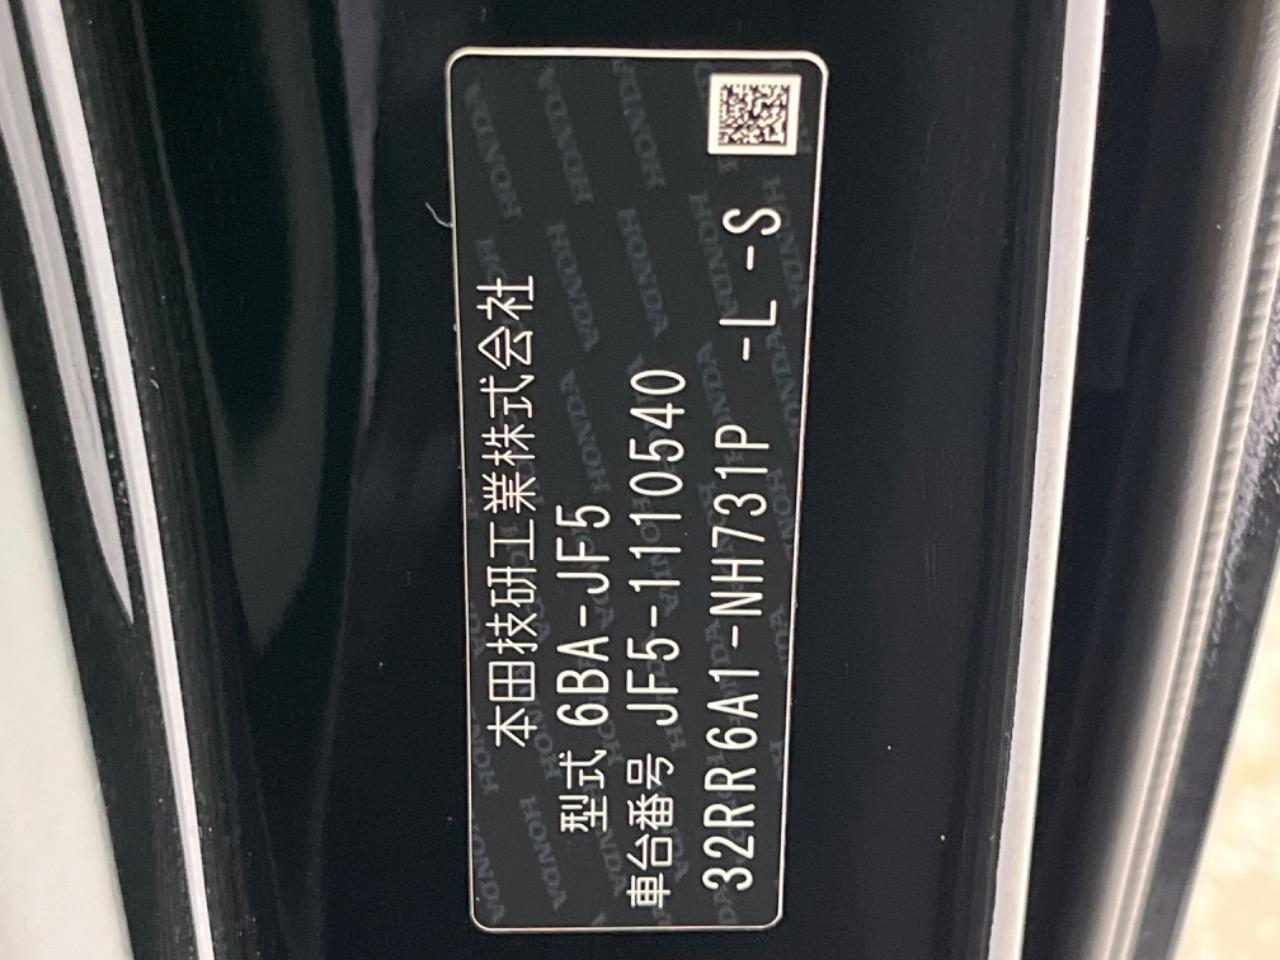 本田技研工業株式会社
型式 6BA-JF5
車台番号 JF5-1110540
32RR6A1-NH731P -L-S